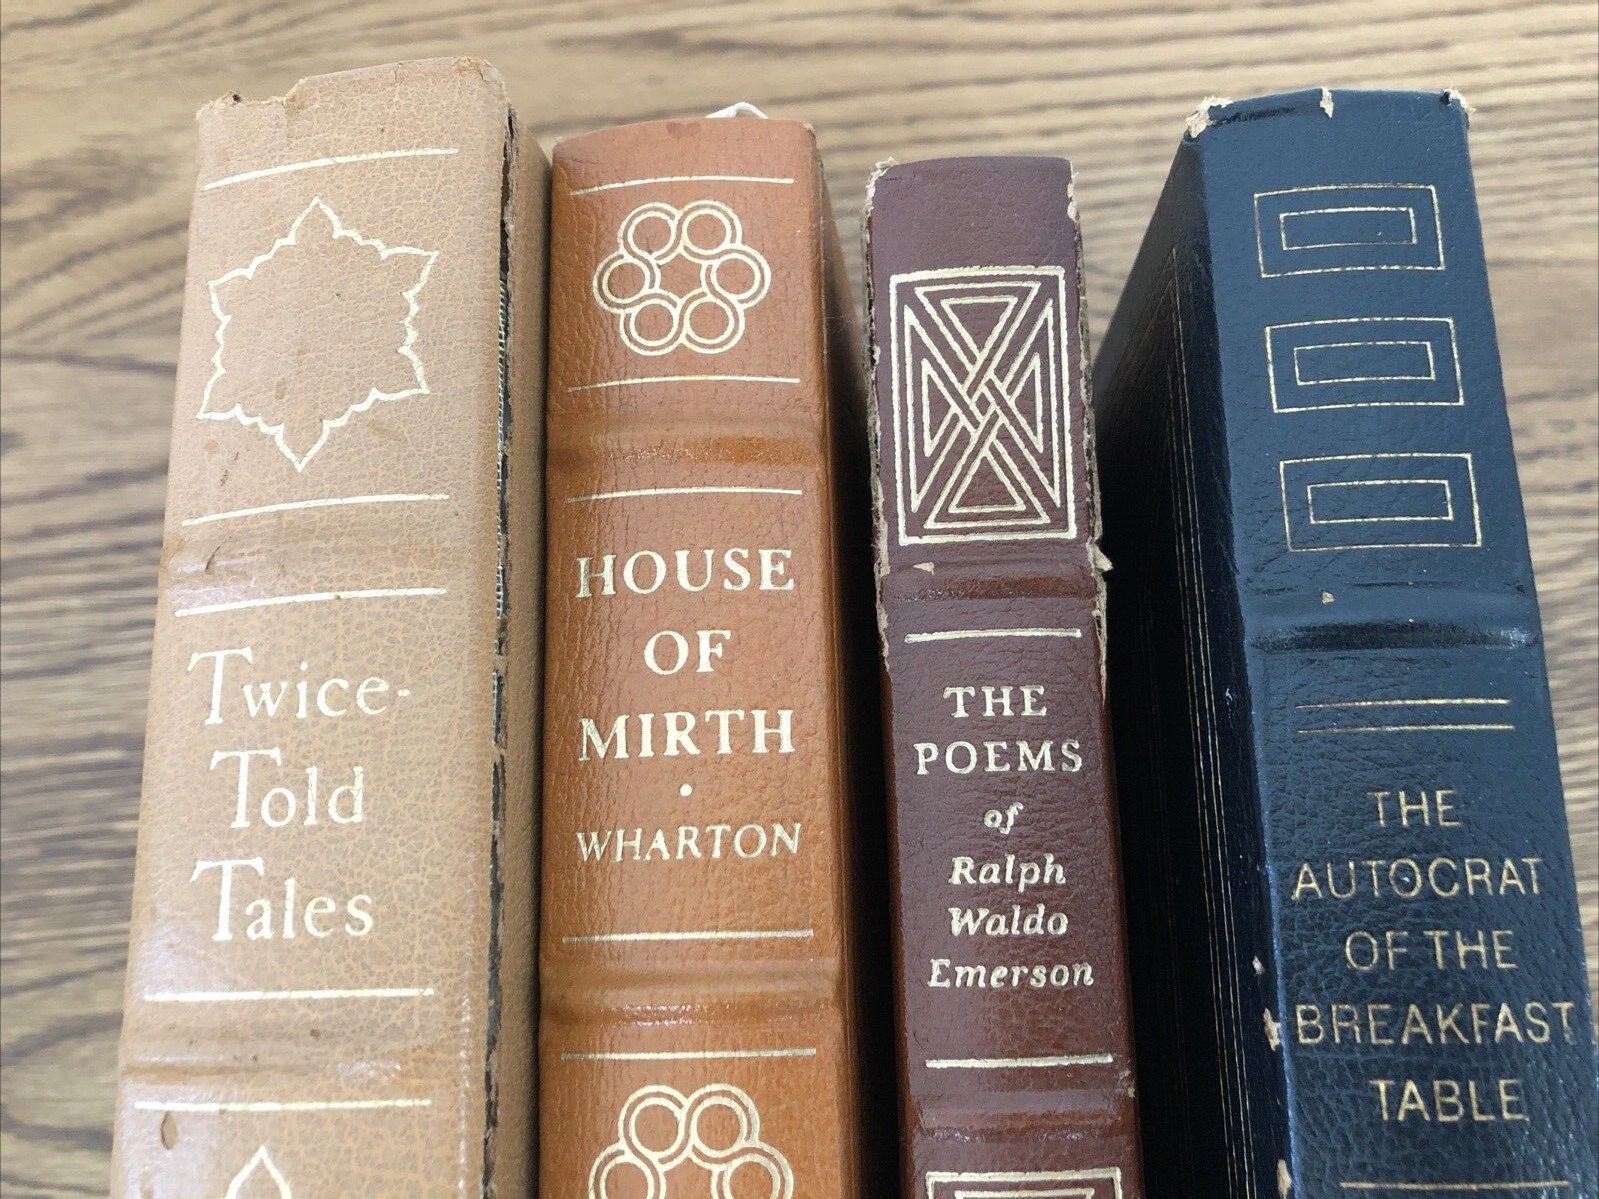 Twice-
Told
Tales
HOUSE
OF
MIRTH
•
WHARTON
THE
POEMS
of
Ralph
Waldo
Emerson
THE
AUTOCRAT
OF THE
BREAKFAST
TABLE